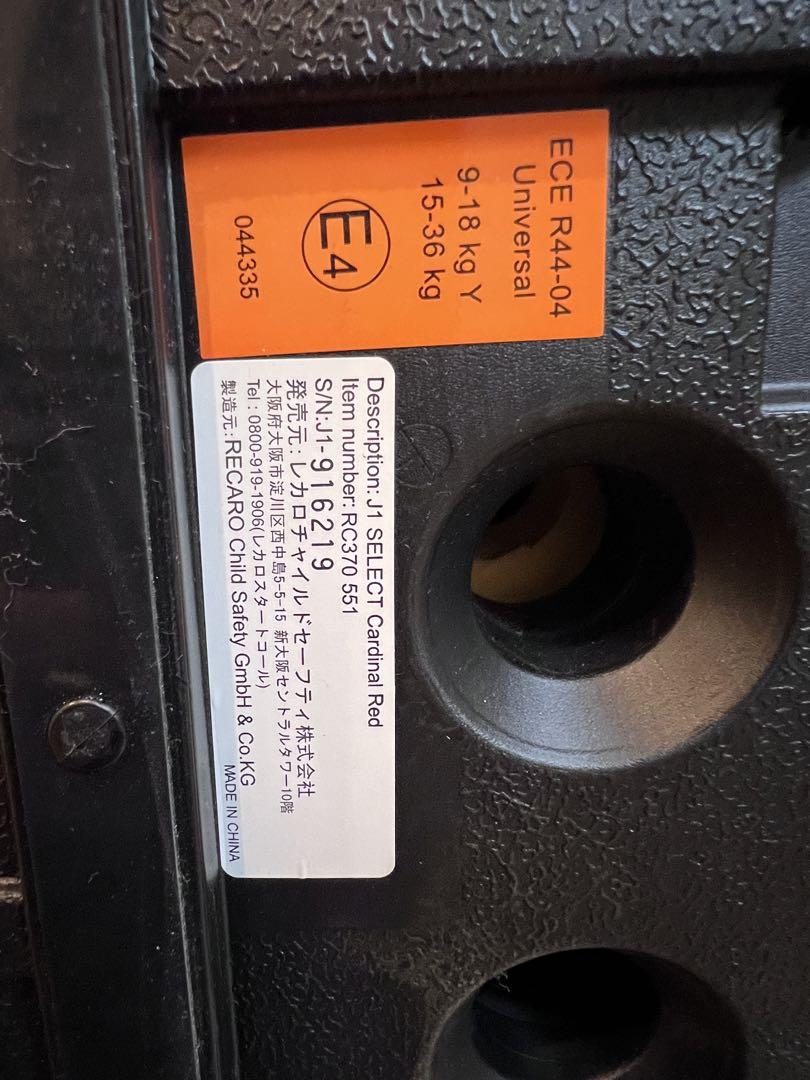 ECE R44-04
Universal
9-18 kg Y
15-36 kg
E4
044335
Description: J1 SELECT Cardinal Red
Item number: RC370 551
S/N:J1-916219
発売元:レカロチャイルドセーフティ株式会社
大阪府大阪市淀川区西中島5-5-15 新大阪セントラルタワー10階
Tel : 0800-919-1906(レカロスタートコール)
製造元:RECARO Child Safety GmbH & Co.KG
MADE IN CHINA